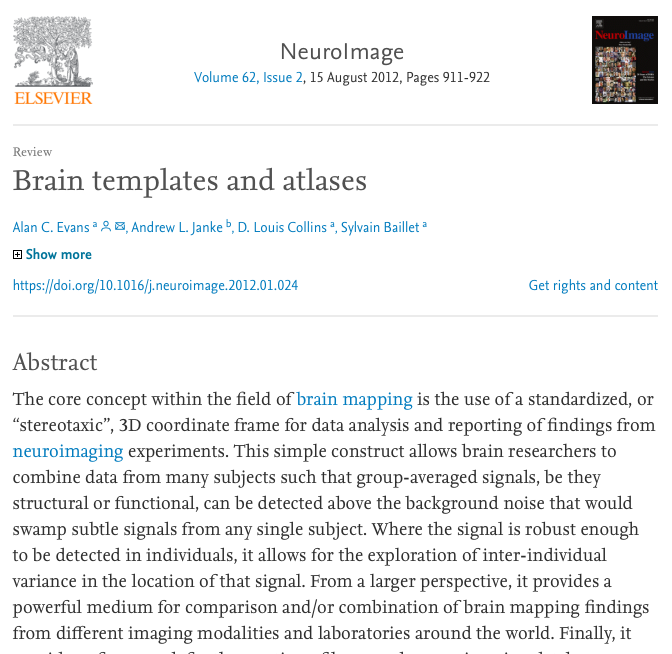 NeuroImage
Volume 62, Issue 2, 15 August 2012, Pages 911-922
ELSEVIER
NeuroImage
Review
Brain templates and atlases
Alan C. Evans a, Andrew L. Janke b, D. Louis Collins a, Sylvain Baillet a
Show more
https://doi.org/10.1016/j.neuroimage.2012.01.024 Get rights and content
Abstract
The core concept within the field of brain mapping is the use of a standardized, or
“stereotaxic”, 3D coordinate frame for data analysis and reporting of findings from
neuroimaging experiments. This simple construct allows brain researchers to
combine data from many subjects such that group-averaged signals, be they
structural or functional, can be detected above the background noise that would
swamp subtle signals from any single subject. Where the signal is robust enough
to be detected in individuals, it allows for the exploration of inter-individual
variance in the location of that signal. From a larger perspective, it provides a
powerful medium for comparison and/or combination of brain mapping findings
from different imaging modalities and laboratories around the world. Finally, it